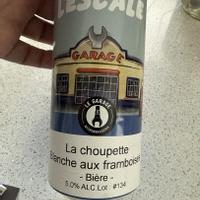 L'ESCALE
GARAGE
LE GARAGE
La choupette
Blanche aux framboises
- Bière -
5.0% ALC Lot : #134